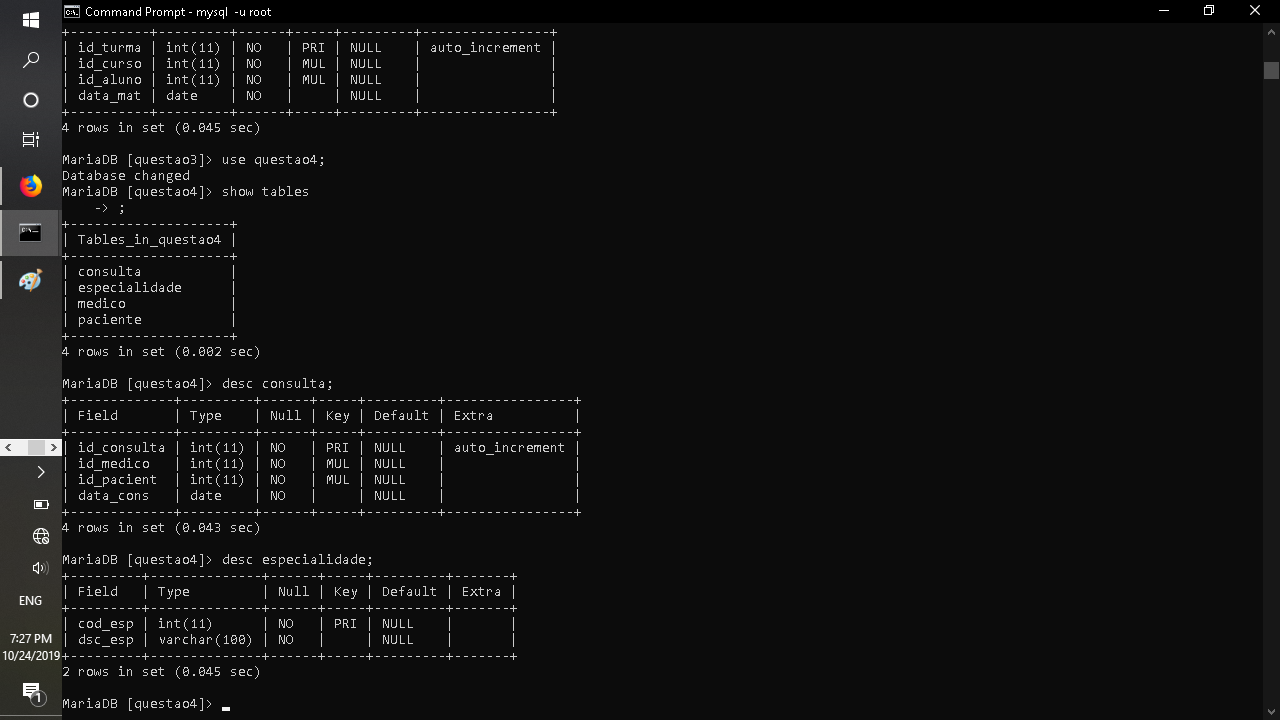 Command Prompt - mysql  -u root
+----------+---------+------+-----+---------+----------------+
| id_turma | int(11) | NO   | PRI | NULL    | auto_increment |
| id_curso | int(11) | NO   | MUL | NULL    |                |
| id_aluno | int(11) | NO   | MUL | NULL    |                |
| data_mat | date    | NO   |     | NULL    |                |
+----------+---------+------+-----+---------+----------------+
4 rows in set (0.045 sec)
MariaDB [questao3]> use questao4;
Database changed
MariaDB [questao4]> show tables
    -> ;
+--------------------+
| Tables_in_questao4 |
+--------------------+
| consulta           |
| especialidade      |
| medico             |
| paciente           |
+--------------------+
4 rows in set (0.002 sec)
MariaDB [questao4]> desc consulta;
+-------------+---------+------+-----+---------+----------------+
| Field       | Type    | Null | Key | Default | Extra          |
+-------------+---------+------+-----+---------+----------------+
| id_consulta | int(11) | NO   | PRI | NULL    | auto_increment |
| id_medico   | int(11) | NO   | MUL | NULL    |                |
| id_pacient  | int(11) | NO   | MUL | NULL    |                |
| data_cons   | date    | NO   |     | NULL    |                |
+-------------+---------+------+-----+---------+----------------+
4 rows in set (0.043 sec)
MariaDB [questao4]> desc especialidade;
+---------+--------------+------+-----+---------+-------+
| Field   | Type         | Null | Key | Default | Extra |
+---------+--------------+------+-----+---------+-------+
| cod_esp | int(11)      | NO   | PRI | NULL    |       |
| dsc_esp | varchar(100) | NO   |     | NULL    |       |
+---------+--------------+------+-----+---------+-------+
2 rows in set (0.045 sec)
MariaDB [questao4]> _
ENG
7:27 PM
10/24/2019
1